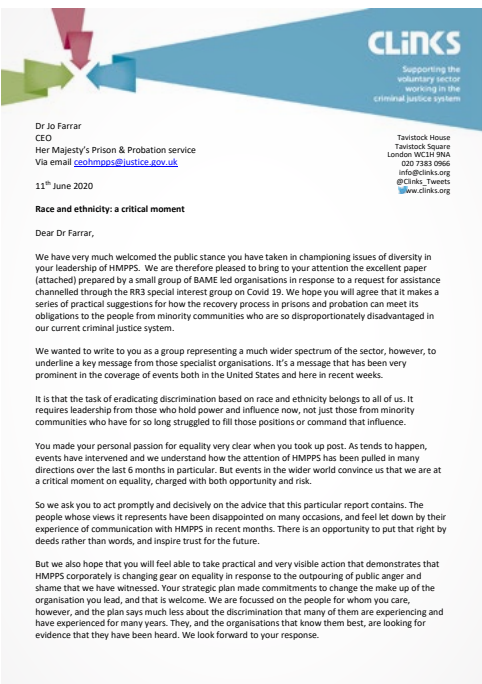 CLiNKS
Supporting the
voluntary sector
working in the
criminal justice system
Dr Jo Farrar
CEO
Her Majesty's Prison & Probation service
Via email ceohmpps@justice.gov.uk
Tavistock House
Tavistock Square
London WC1H 9NA
020 7383 0966
info@clinks.org
@Clinks_Tweets
ww.clinks.org
11th June 2020
Race and ethnicity: a critical moment
Dear Dr Farrar,
We have very much welcomed the public stance you have taken in championing issues of diversity in
your leadership of HMPPS. We are therefore pleased to bring to your attention the excellent paper
(attached) prepared by a small group of BAME led organisations in response to a request for assistance
channelled through the RR3 special interest group on Covid 19. We hope you will agree that it makes a
series of practical suggestions for how the recovery process in prisons and probation can meet its
obligations to the people from minority communities who are so disproportionately disadvantaged in
our current criminal justice system.
We wanted to write to you as a group representing a much wider spectrum of the sector, however, to
underline a key message from those specialist organisations. It's a message that has been very
prominent in the coverage of events both in the United States and here in recent weeks.
It is that the task of eradicating discrimination based on race and ethnicity belongs to all of us. It
requires leadership from those who hold power and influence now, not just those from minority
communities who have for so long struggled to fill those positions or command that influence.
You made your personal passion for equality very clear when you took up post. As tends to happen,
events have intervened and we understand how the attention of HMPPS has been pulled in many
directions over the last 6 months in particular. But events in the wider world convince us that we are at
a critical moment on equality, charged with both opportunity and risk.
So we ask you to act promptly and decisively on the advice that this particular report contains. The
people whose views it represents have been disappointed on many occasions, and feel let down by their
experience of communication with HMPPS in recent months. There is an opportunity to put that right by
deeds rather than words, and inspire trust for the future.
But we also hope that you will feel able to take practical and very visible action that demonstrates that
HMPPS corporately is changing gear on equality in response to the outpouring of public anger and
shame that we have witnessed. Your strategic plan made commitments to change the make up of the
organisation you lead, and that is welcome. We are focussed on the people for whom you care,
however, and the plan says much less about the discrimination that many of them are experiencing and
have experienced for many years. They, and the organisations that know them best, are looking for
evidence that they have been heard. We look forward to your response.